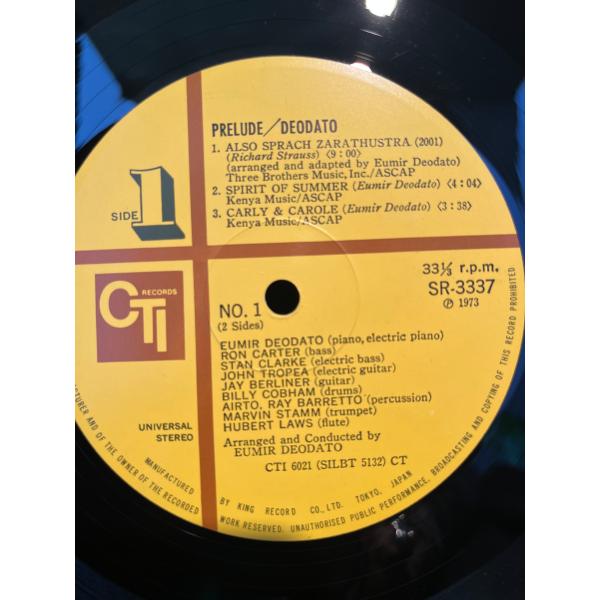 PRELUDE/DEODATO
1. ALSO SPRACH ZARATHUSTRA (2001)
(Richard Strauss) <9:00>
(arranged and adapted by Eumir Deodato)
Three Brothers Music, Inc./ASCAP
2. SPIRIT OF SUMMER (Eumir Deodato) <4:04>
Kenya Music/ASCAP
3. CARLY & CAROLE (Eumir Deodato) <3:38>
Kenya Music/ASCAP
SIDE 1
CTI RECORDS
33⅓ r.p.m.
SR-3337
Ⓟ 1973
NO. 1
(2 Sides)
EUMIR DEODATO (piano, electric piano)
RON CARTER (bass)
STAN CLARKE (electric bass)
JOHN TROPEA (electric guitar)
JAY BERLINER (guitar)
BILLY COBHAM (drums)
AIRTO, RAY BARRETTO (percussion)
MARVIN STAMM (trumpet)
HUBERT LAWS (flute)
Arranged and Conducted by
EUMIR DEODATO
CTI 6021 (SILBT 5132) CT
UNIVERSAL
STEREO
MANUFACTURED BY KING RECORD CO., LTD. TOKYO, JAPAN
AND OF THE OWNER OF THE RECORDED WORK RESERVED. UNAUTHORISED PUBLIC PERFORMANCE, BROADCASTING AND COPYING OF THIS RECORD PROHIBITED